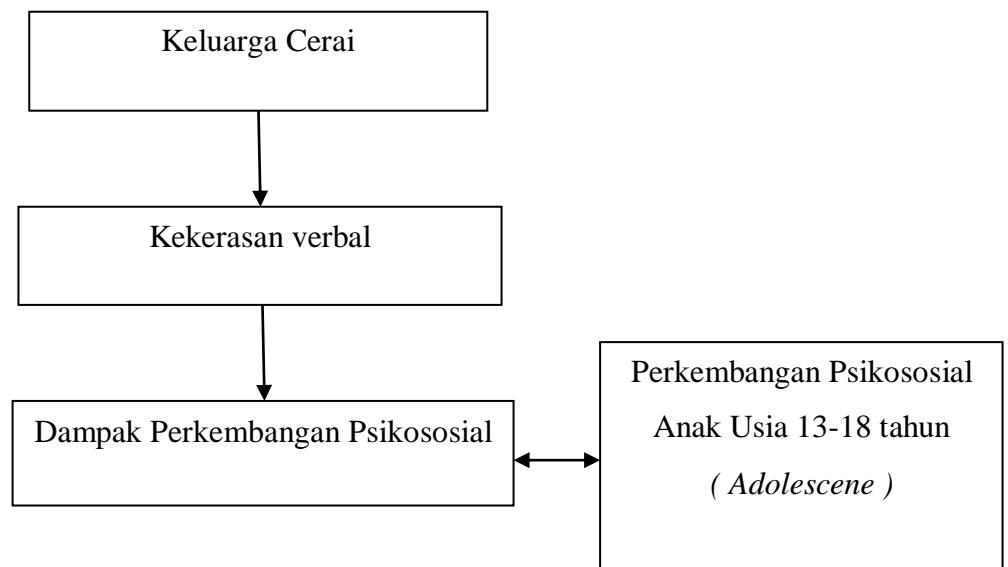 Keluarga Cerai
Kekerasan verbal
Dampak Perkembangan Psikososial
Perkembangan Psikososial
Anak Usia 13-18 tahun
( Adolescene )